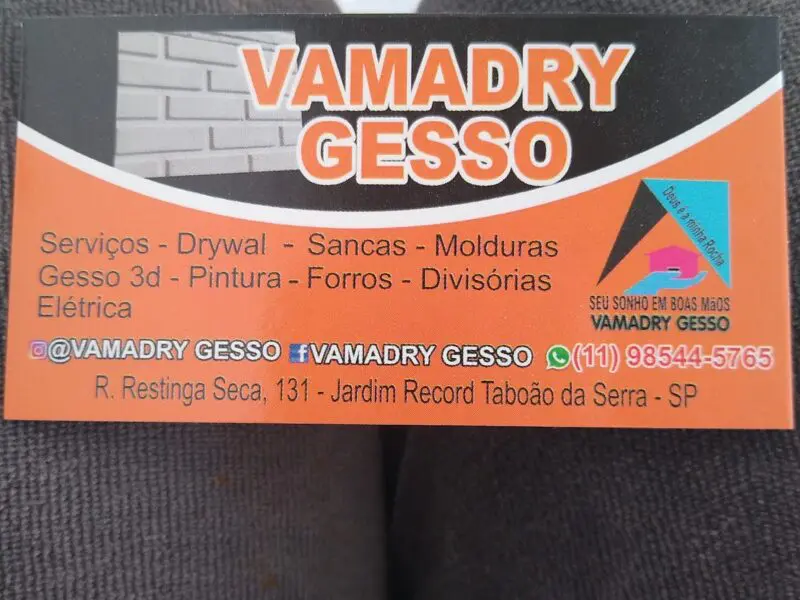 VAMADRY
GESSO
Deus é a minha Rocha
Serviços - Drywal - Sancas - Molduras
Gesso 3d - Pintura - Forros - Divisórias
Elétrica
SEU SONHO EM BOAS MãOS
VAMADRY GESSO
@VAMADRY GESSO f VAMADRY GESSO (11) 98544-5765
R. Restinga Seca, 131 - Jardim Record Taboão da Serra - SP